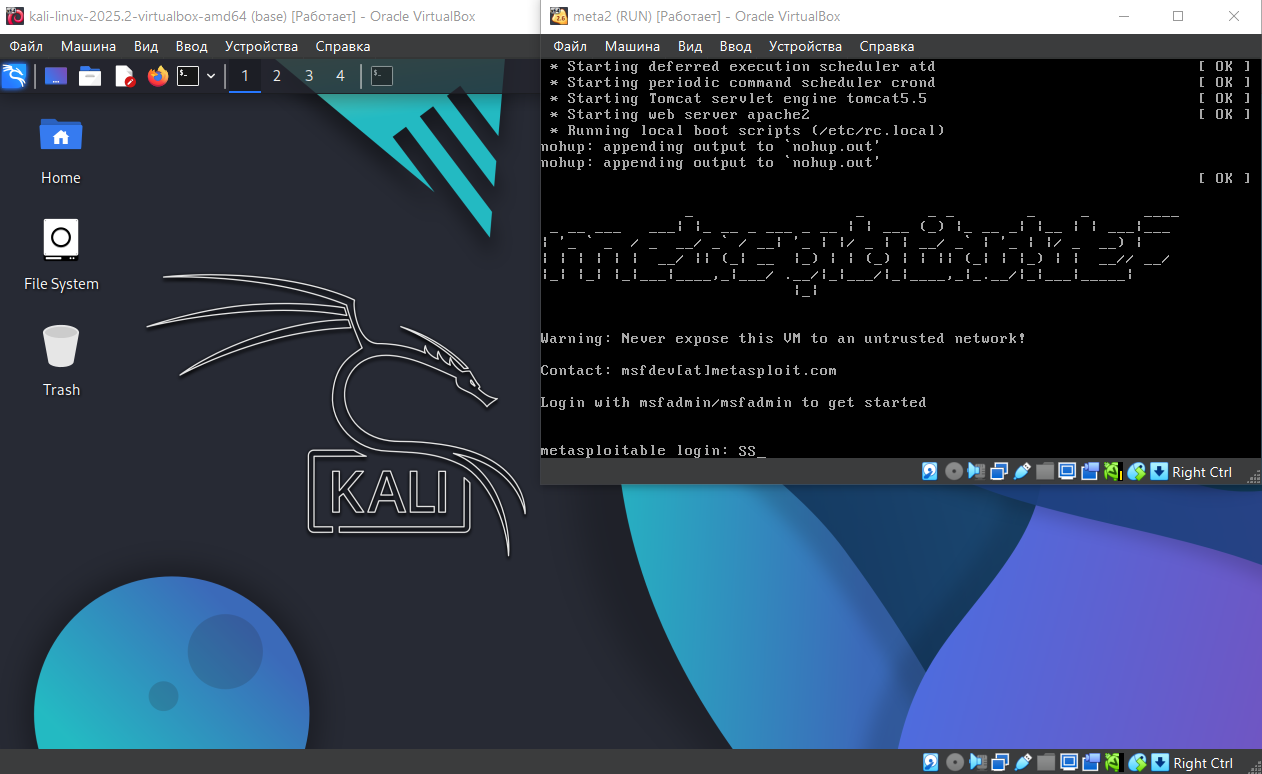 kali-linux-2025.2-virtualbox-amd64 (base) [Работает] - Oracle VirtualBox
Файл Машина Вид Ввод Устройства Справка
1 2 3 4
Home
File System
Trash
KALI
Right Ctrl
meta2 (RUN) [Работает] - Oracle VirtualBox
Файл Машина Вид Ввод Устройства Справка
* Starting deferred execution scheduler atd [ OK ]
* Starting periodic command scheduler crond [ OK ]
* Starting Tomcat servlet engine tomcat5.5 [ OK ]
* Starting web server apache2 [ OK ]
* Running local boot scripts (/etc/rc.local)
nohup: appending output to `nohup.out'
nohup: appending output to `nohup.out'
[ OK ]
metasploitable2
Warning: Never expose this VM to an untrusted network!
Contact: msfdev[at]metasploit.com
Login with msfadmin/msfadmin to get started
metasploitable login: SS_
Right Ctrl